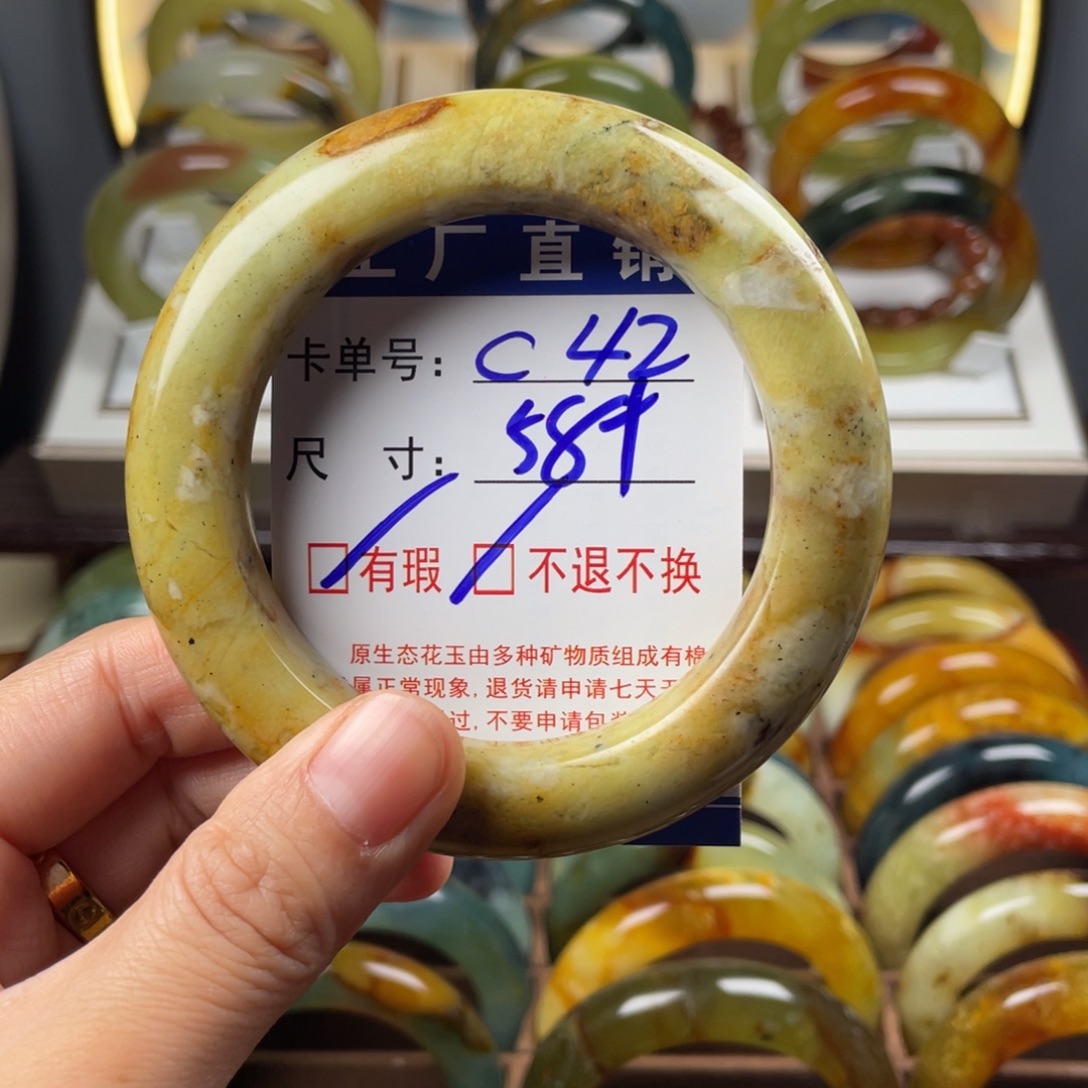 工厂直销
卡单号: C 42
尺 寸: 58
有瑕 不退不换
原生态花玉由多种矿物质组成有棉
属正常现象,退货请申请七天
过,不要申请包装